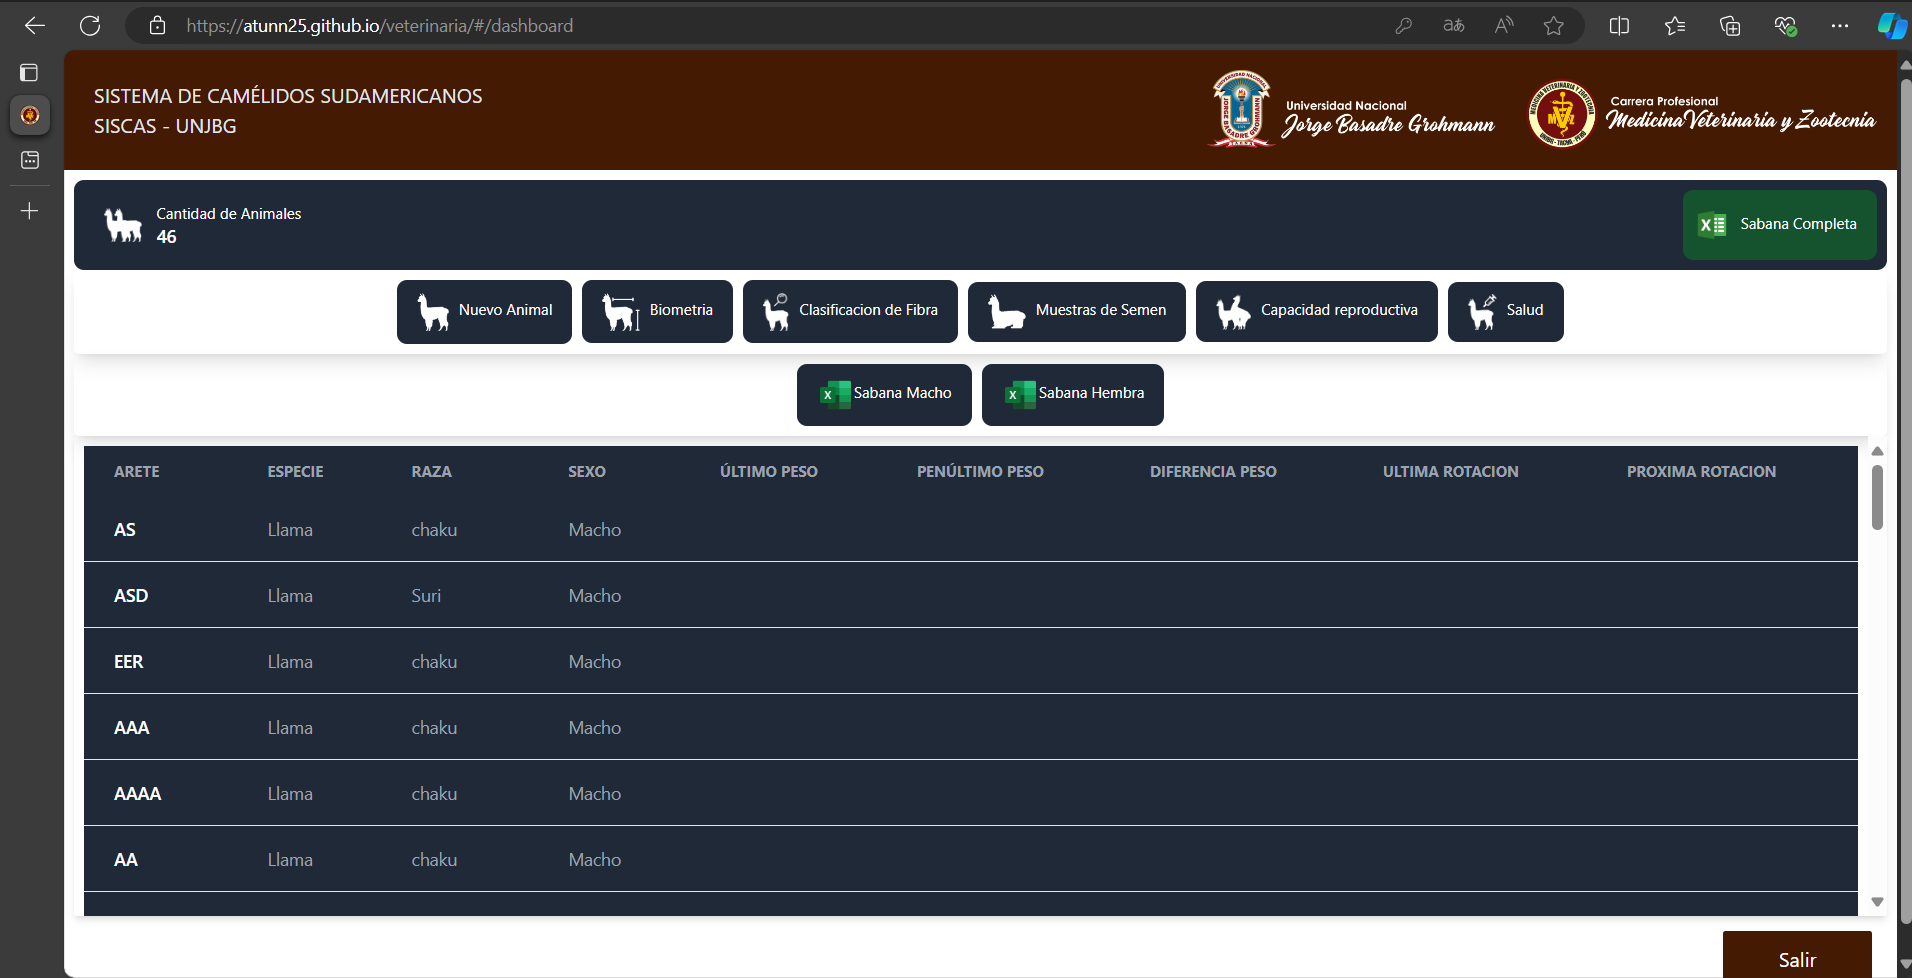 https://atunn25.github.io/veterinaria/#/dashboard
SISTEMA DE CAMÉLIDOS SUDAMERICANOS
SISCAS - UNJBG
Universidad Nacional
Jorge Basadre Grohmann
Carrera Profesional
Medicina Veterinaria y Zootecnia
Cantidad de Animales
46
Sabana Completa
Nuevo Animal
Biometria
Clasificacion de Fibra
Muestras de Semen
Capacidad reproductiva
Salud
Sabana Macho
Sabana Hembra
ARETE ESPECIE RAZA SEXO ÚLTIMO PESO PENÚLTIMO PESO DIFERENCIA PESO ULTIMA ROTACION PROXIMA ROTACION
AS Llama chaku Macho
ASD Llama Suri Macho
EER Llama chaku Macho
AAA Llama chaku Macho
AAAA Llama chaku Macho
AA Llama chaku Macho
Salir